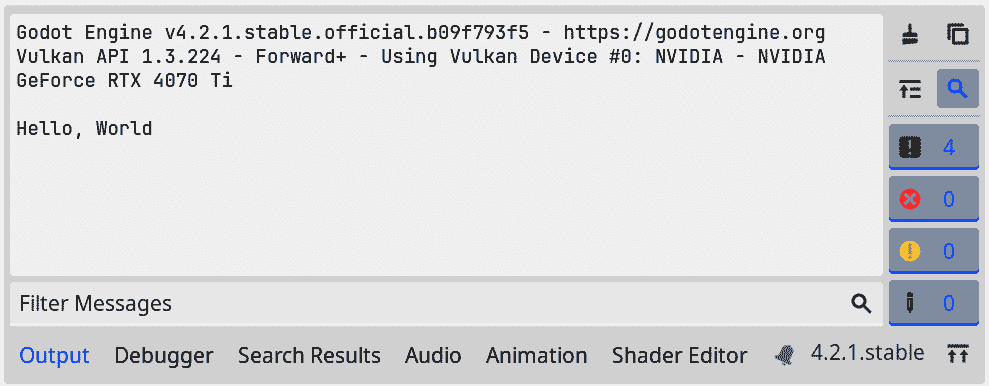 Godot Engine v4.2.1.stable.official.b09f793f5 - https://godotengine.org
Vulkan API 1.3.224 - Forward+ - Using Vulkan Device #0: NVIDIA - NVIDIA
GeForce RTX 4070 Ti
Hello, World
4
0
0
0
Filter Messages
Output Debugger Search Results Audio Animation Shader Editor 4.2.1.stable